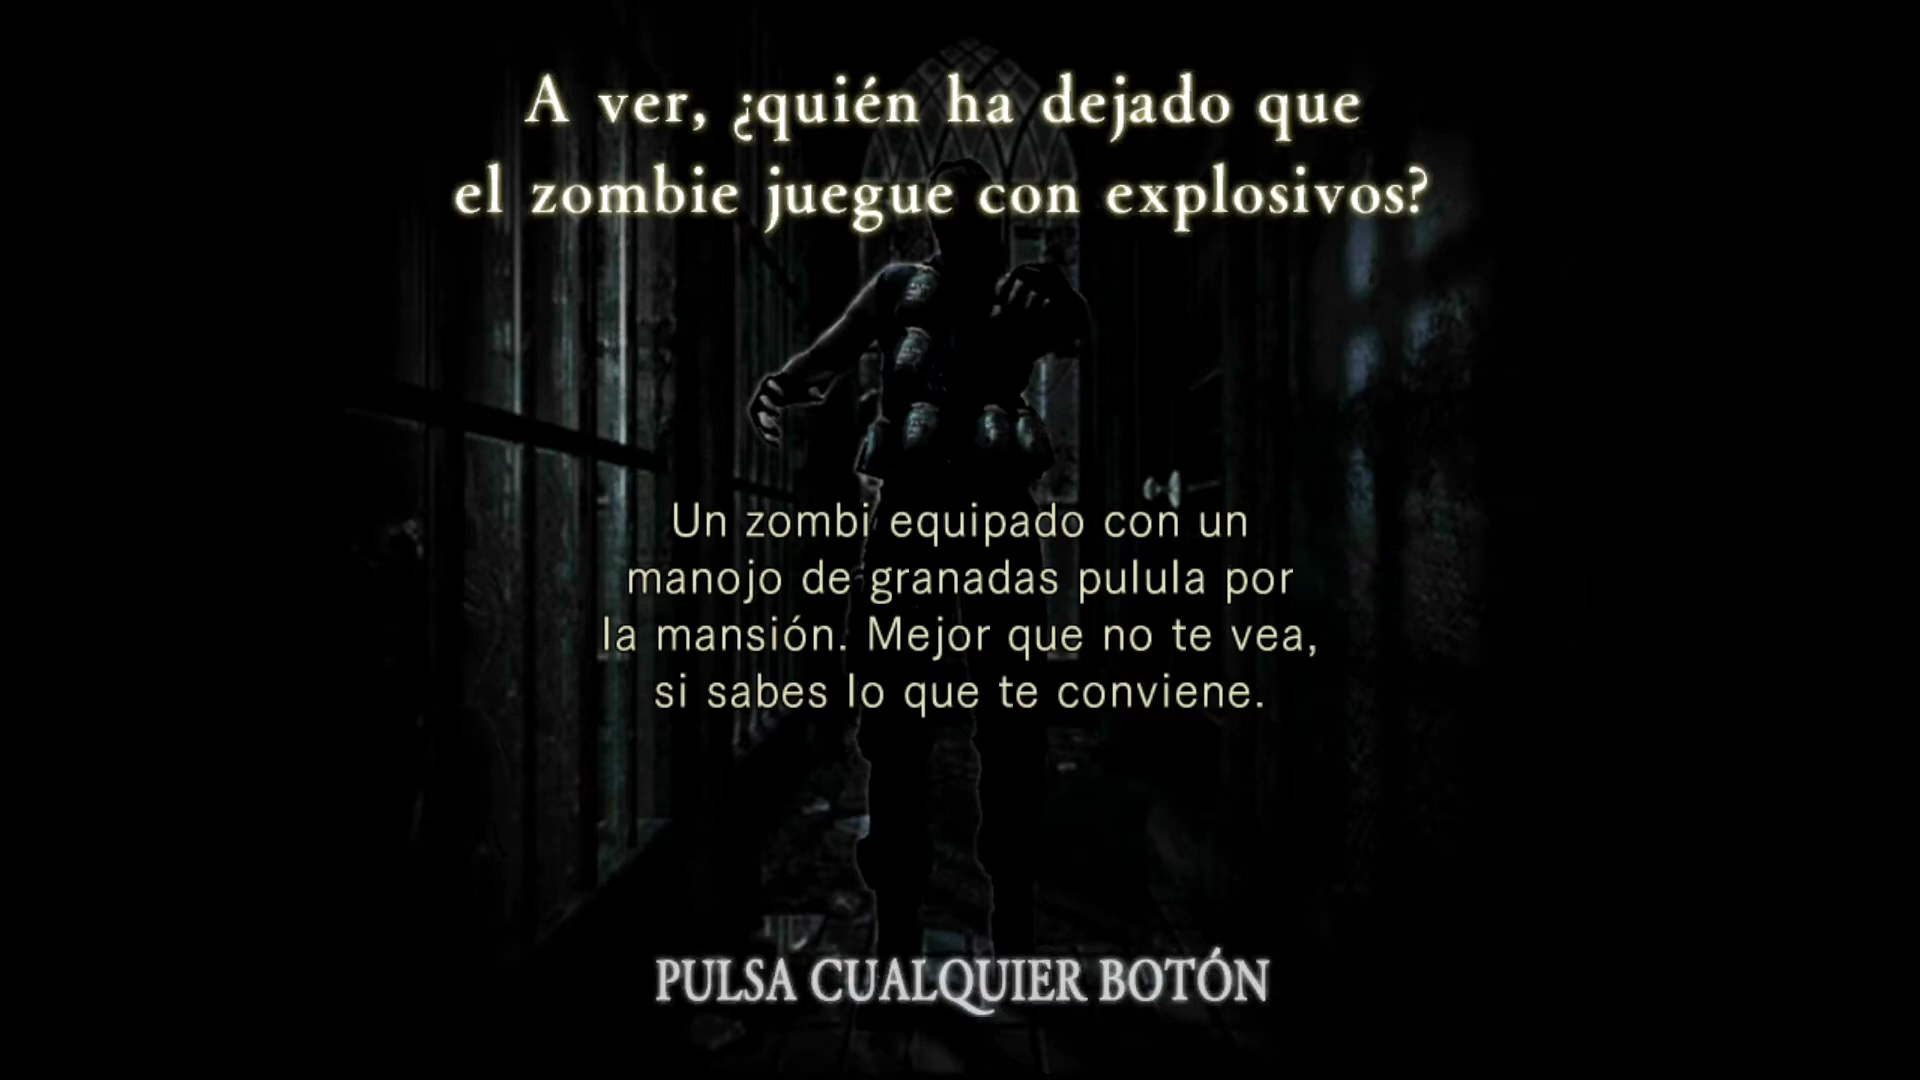 A ver, ¿quién ha dejado que
el zombie juegue con explosivos?
Un zombi equipado con un
manojo de granadas pulula por
la mansión. Mejor que no te vea,
si sabes lo que te conviene.
PULSA CUALQUIER BOTÓN